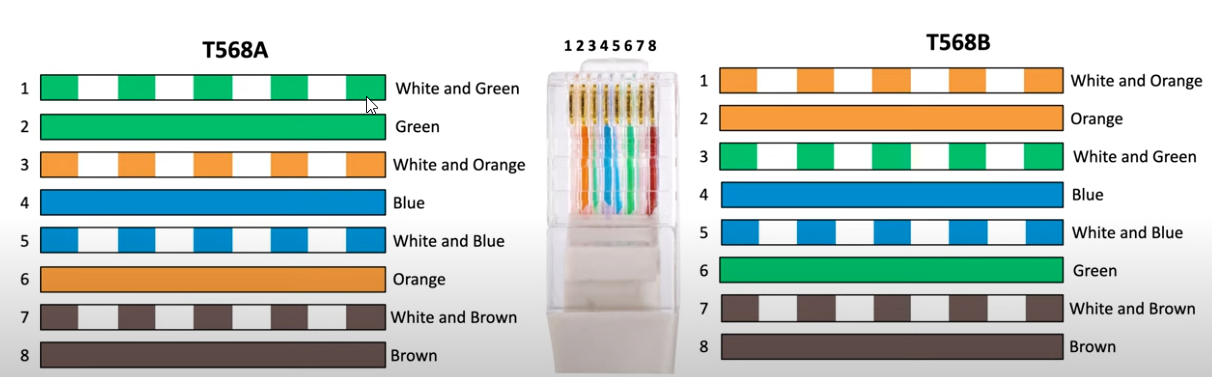 T568A
1 White and Green
2 Green
3 White and Orange
4 Blue
5 White and Blue
6 Orange
7 White and Brown
8 Brown
1 2 3 4 5 6 7 8
T568B
1 White and Orange
2 Orange
3 White and Green
4 Blue
5 White and Blue
6 Green
7 White and Brown
8 Brown